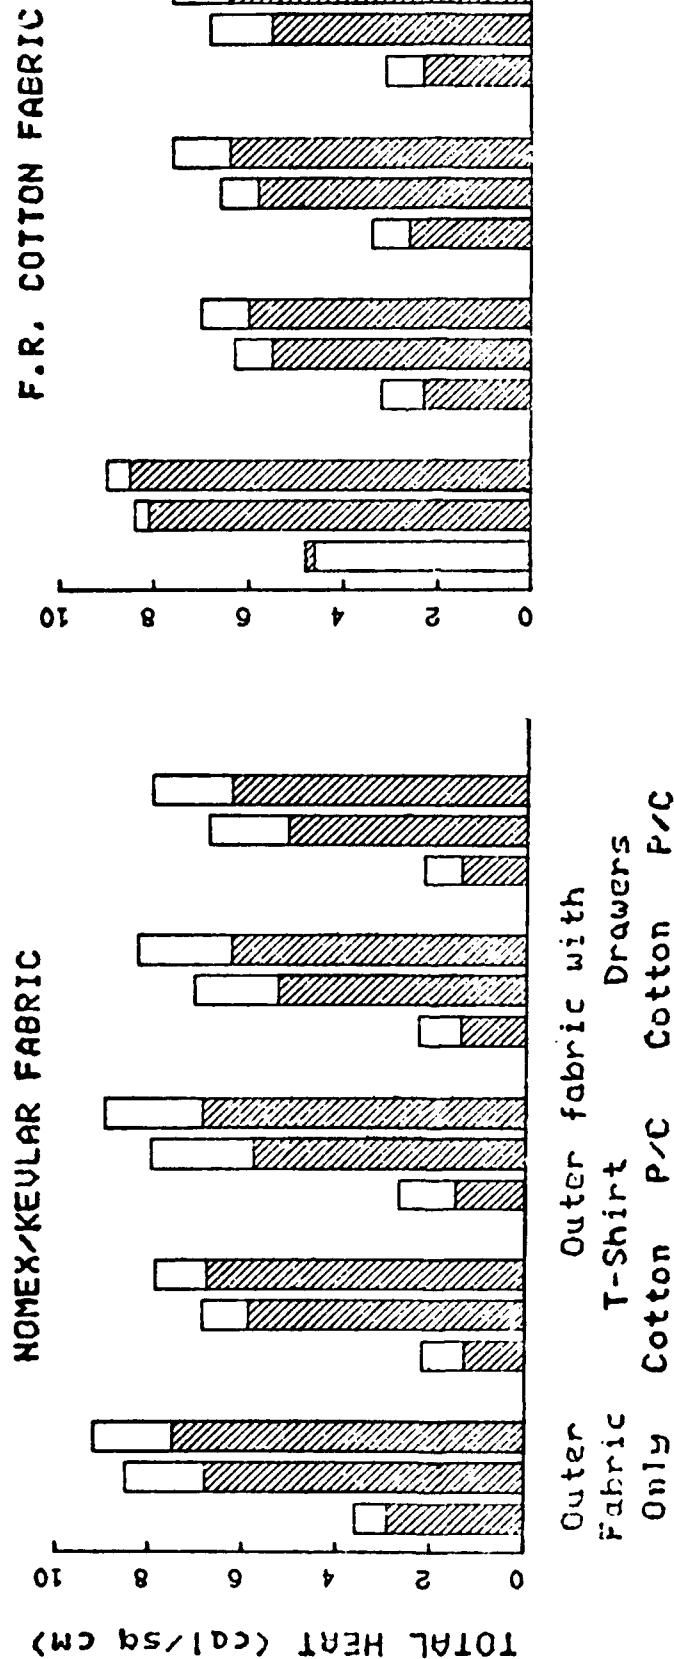 NOMEX/KEVLAR FABRIC
TOTAL HEAT (cal/sq cm)
10
8
6
4
2
0
Outer
Fabric
Only
Outer fabric with
T-Shirt Drawers
Cotton P/C Cotton P/C
F.R. COTTON FABRIC
10
8
6
4
2
0